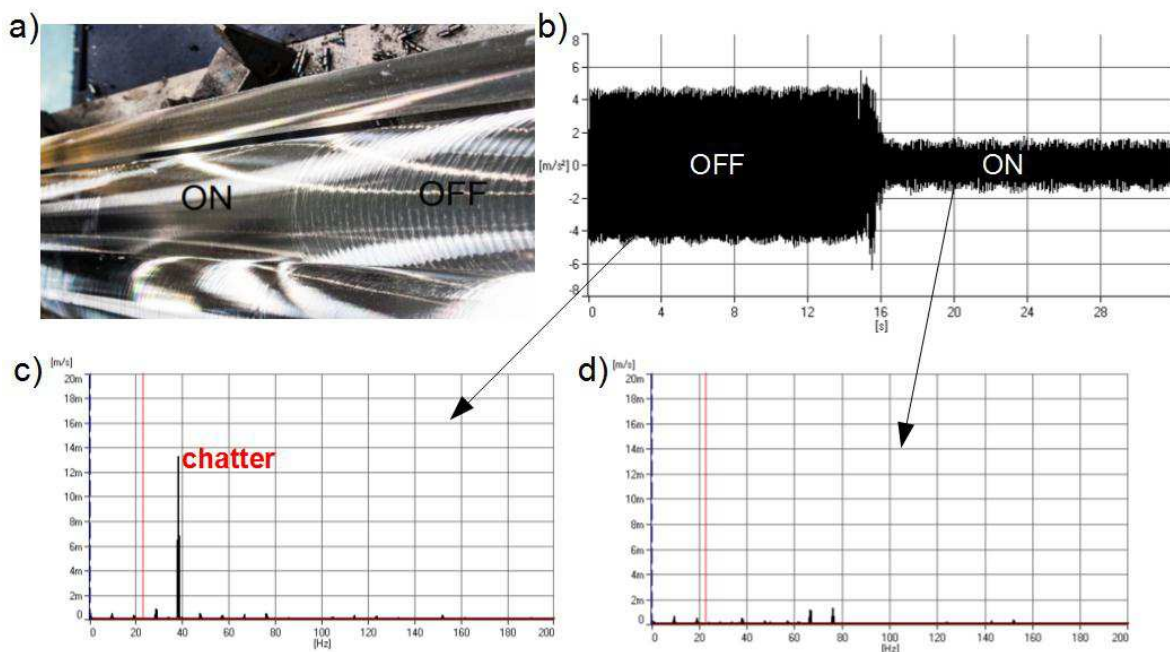 a)
ON
OFF
b)
8
6
4
2
[m/s²] 0
-2
-4
-6
-8
OFF
ON
0 4 8 12 16 20 24 28
[s]
c)
[m/s]
20m
18m
16m
14m
12m
10m
8m
6m
4m
2m
0
chatter
0 20 40 60 80 100 120 140 160 180 200
[Hz]
d)
[m/s]
20m
18m
16m
14m
12m
10m
8m
6m
4m
2m
0
0 20 40 60 80 100 120 140 160 180 200
[Hz]